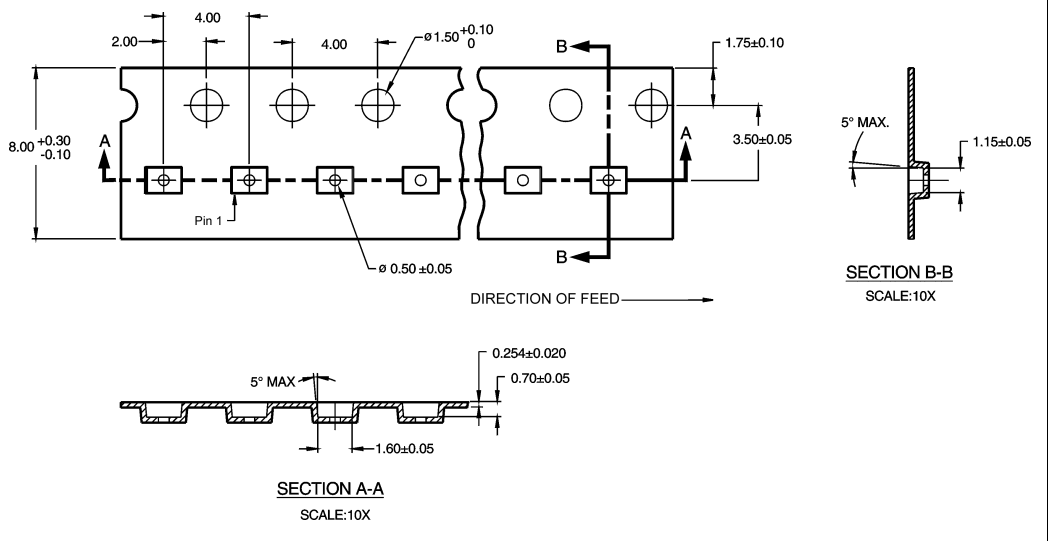 4.00
2.00
4.00
ø1.50 +0.10
0
B
1.75±0.10
8.00 +0.30
-0.10
A
A
3.50±0.05
5° MAX.
1.15±0.05
Pin 1
B
ø 0.50 ±0.05
SECTION B-B
SCALE:10X
DIRECTION OF FEED
0.254±0.020
5° MAX
0.70±0.05
1.60±0.05
SECTION A-A
SCALE:10X